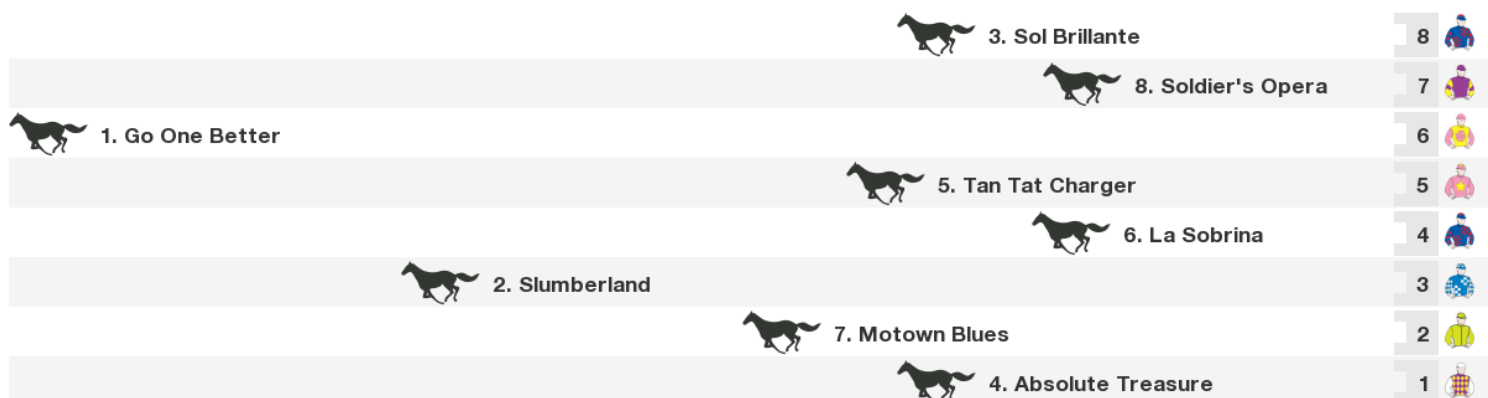 3. Sol Brillante 8
8. Soldier's Opera 7
1. Go One Better 6
5. Tan Tat Charger 5
6. La Sobrina 4
2. Slumberland 3
7. Motown Blues 2
4. Absolute Treasure 1